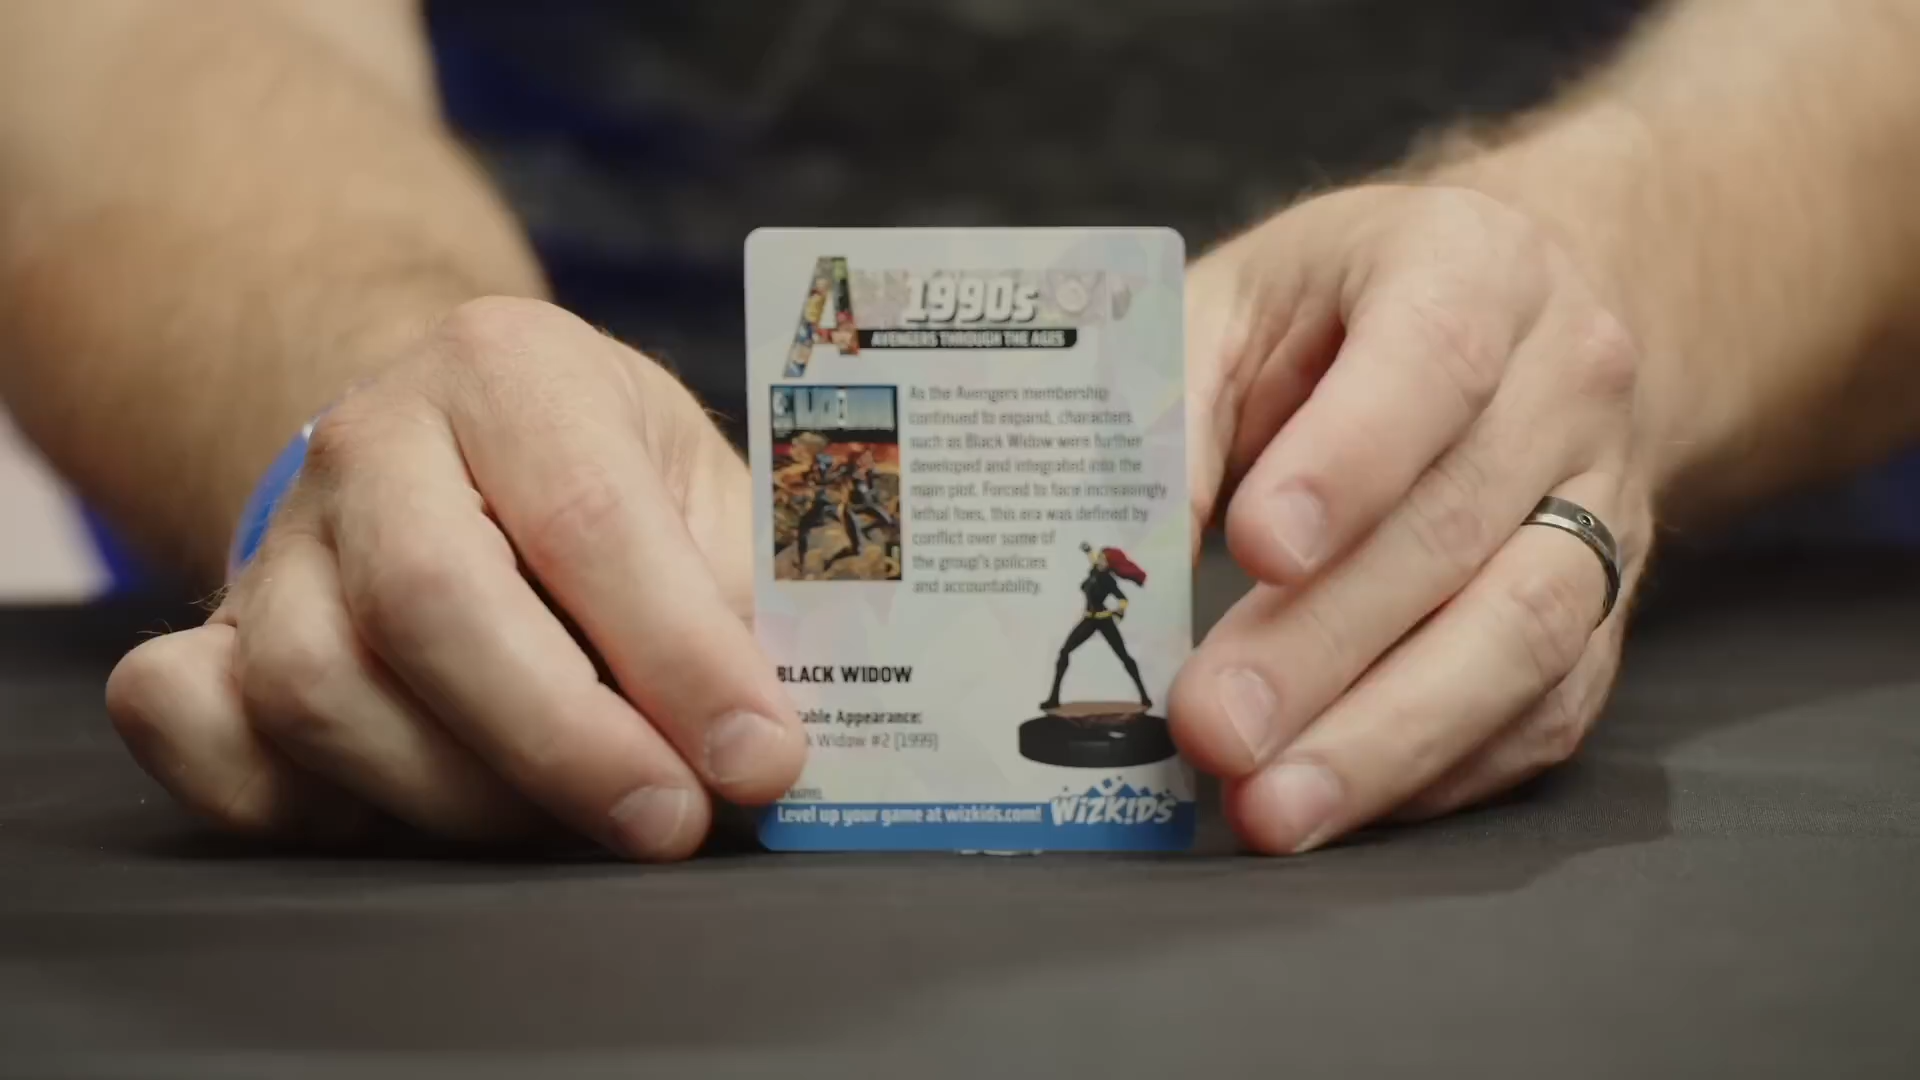 1990s
AVENGERS THROUGH THE AGES
As the Avengers membership
continued to expand, characters
such as Black Widow were further
developed and integrated into the
main plot. Forced to face increasingly
lethal foes, this era was defined by
conflict over some of
the group's policies
and accountability.
BLACK WIDOW
table Appearance:
k Widow #2 (1999)
MARVEL
Level up your game at wizkids.com! WIZKIDS